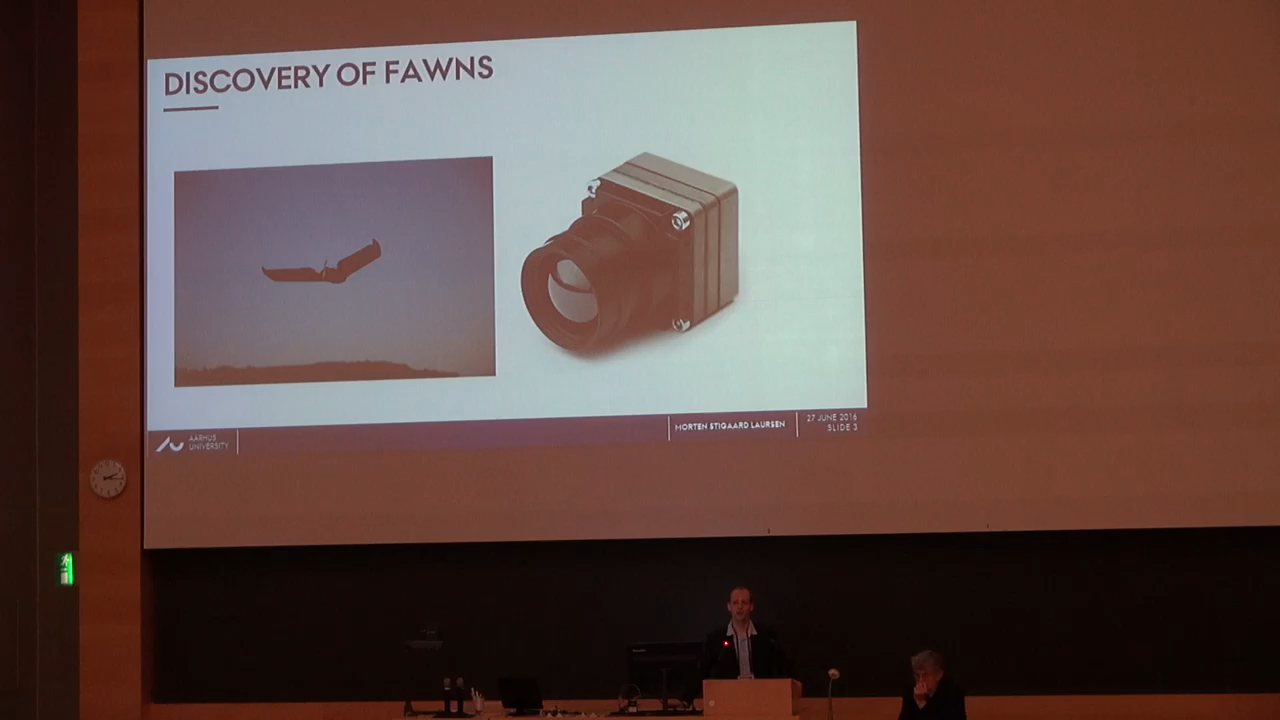 DISCOVERY OF FAWNS
AARHUS
UNIVERSITY
MORTEN STIGAARD LAURSEN
27 JUNE 2016
SLIDE 3